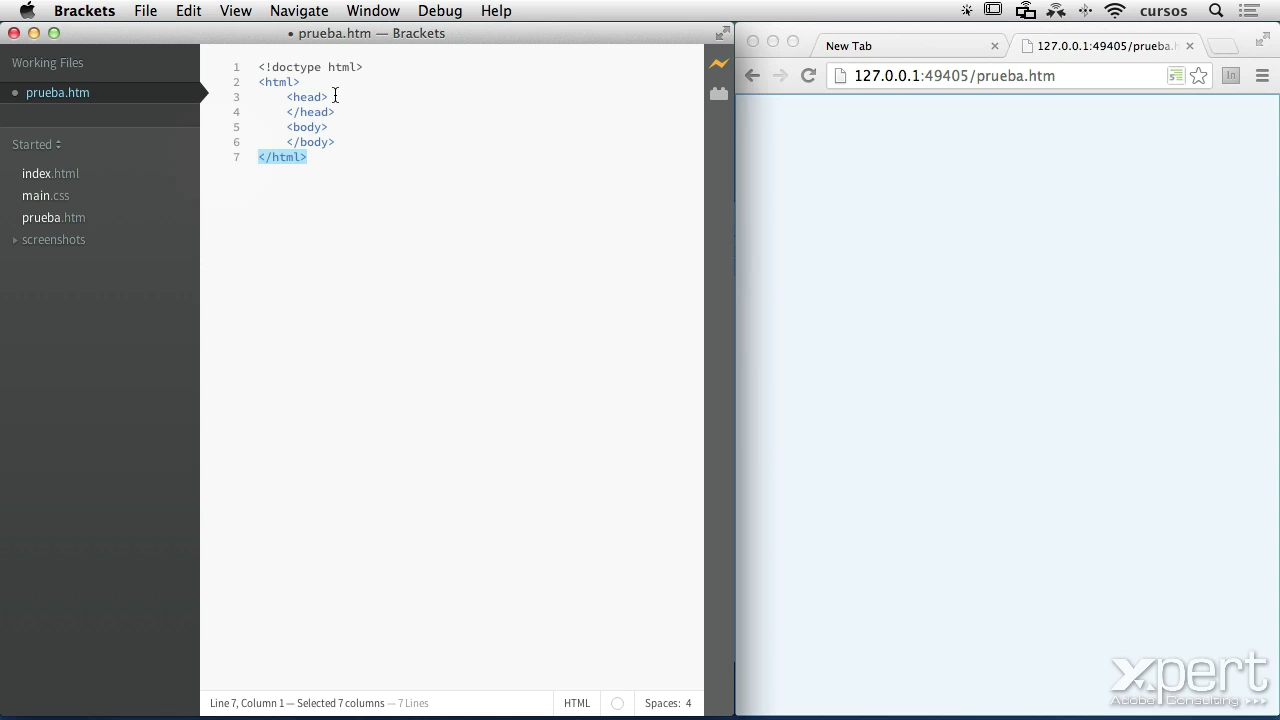 Brackets File Edit View Navigate Window Debug Help cursos
• prueba.htm — Brackets
Working Files
• prueba.htm
Started
index.html
main.css
prueba.htm
screenshots
1 <!doctype html>
2 <html>
3 <head>
4 </head>
5 <body>
6 </body>
7 </html>
Line 7, Column 1 — Selected 7 columns — 7 Lines HTML Spaces: 4
New Tab 127.0.0.1:49405/prueba.h
127.0.0.1:49405/prueba.htm In
xpert
Adobe Consulting >>>